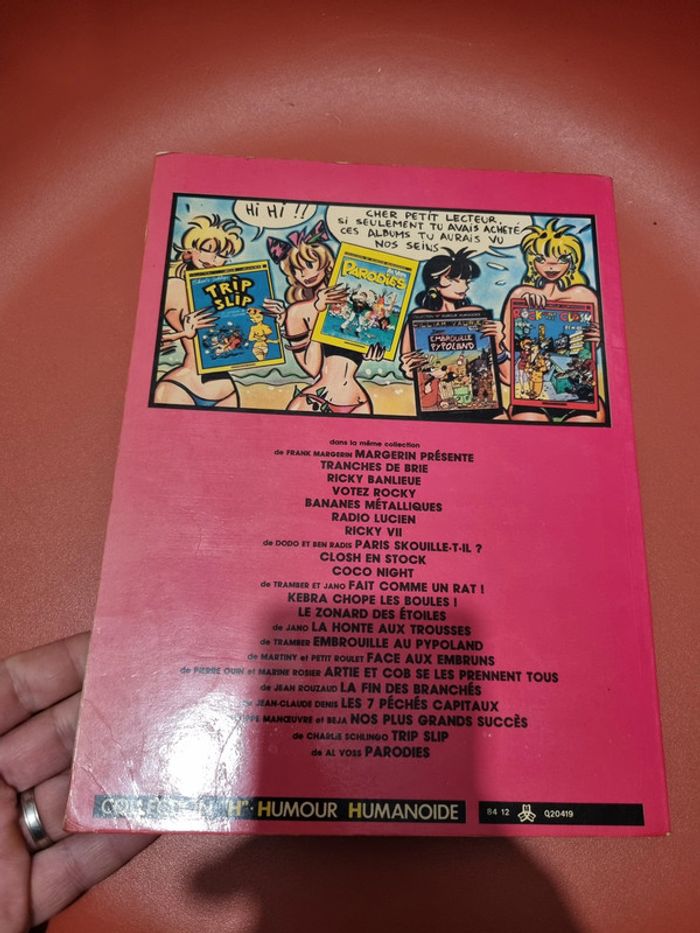 HI HI !!
CHER PETIT LECTEUR,
SI SEULEMENT TU AVAIS ACHETÉ
CES ALBUMS TU AURAIS VU
NOS SEINS
TRIP
SLIP
AL VOSS
PARODIES
EMBROUILLE
PYPOLAND
CLOSH
dans la même collection
de FRANK MARGERIN MARGERIN PRÉSENTE
TRANCHES DE BRIE
RICKY BANLIEUE
VOTEZ ROCKY
BANANES MÉTALLIQUES
RADIO LUCIEN
RICKY VII
de DODO ET BEN RADIS PARIS SKOUILLE-T-IL ?
CLOSH EN STOCK
COCO NIGHT
de TRAMBER ET JANO FAIT COMME UN RAT !
KEBRA CHOPE LES BOULES !
LE ZONARD DES ÉTOILES
de JANO LA HONTE AUX TROUSSES
de TRAMBER EMBROUILLE AU PYPOLAND
de MARTINY et PETIT ROULET FACE AUX EMBRUNS
de PIERRE OUIN et MARINE ROSIER ARTIE ET COB SE LES PRENNENT TOUS
de JEAN ROUZAUD LA FIN DES BRANCHÉS
JEAN-CLAUDE DENIS LES 7 PÉCHÉS CAPITAUX
MANŒUVRE et BEJA NOS PLUS GRANDS SUCCÈS
de CHARLIE SCHLINGO TRIP SLIP
de AL VOSS PARODIES
COLLECTION "H" HUMOUR HUMANOIDE
84 12 Q20419